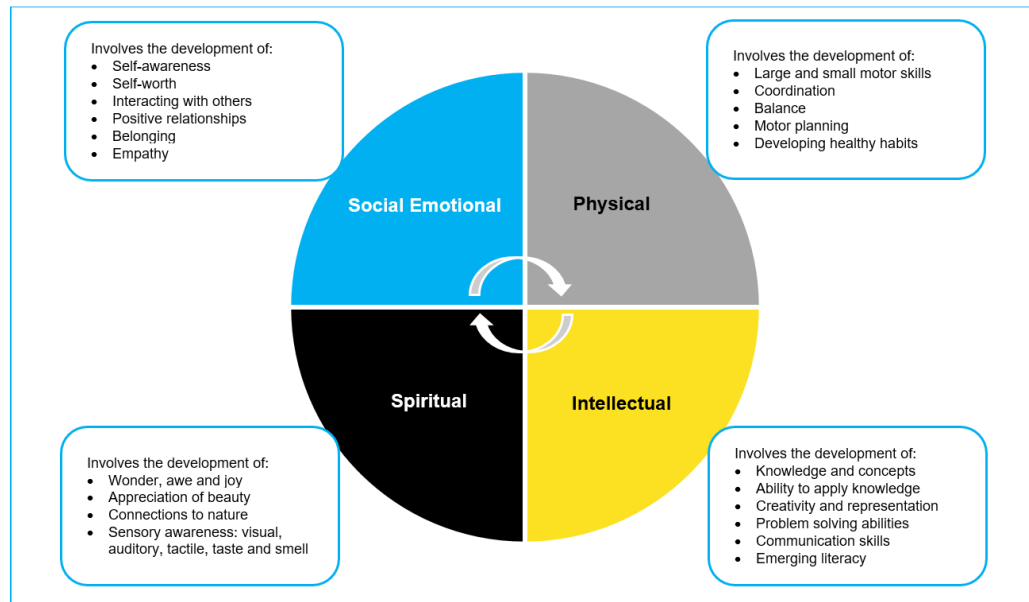 Involves the development of:
• Self-awareness
• Self-worth
• Interacting with others
• Positive relationships
• Belonging
• Empathy
Involves the development of:
• Large and small motor skills
• Coordination
• Balance
• Motor planning
• Developing healthy habits
Social Emotional
Physical
Spiritual
Intellectual
Involves the development of:
• Wonder, awe and joy
• Appreciation of beauty
• Connections to nature
• Sensory awareness: visual,
auditory, tactile, taste and smell
Involves the development of:
• Knowledge and concepts
• Ability to apply knowledge
• Creativity and representation
• Problem solving abilities
• Communication skills
• Emerging literacy